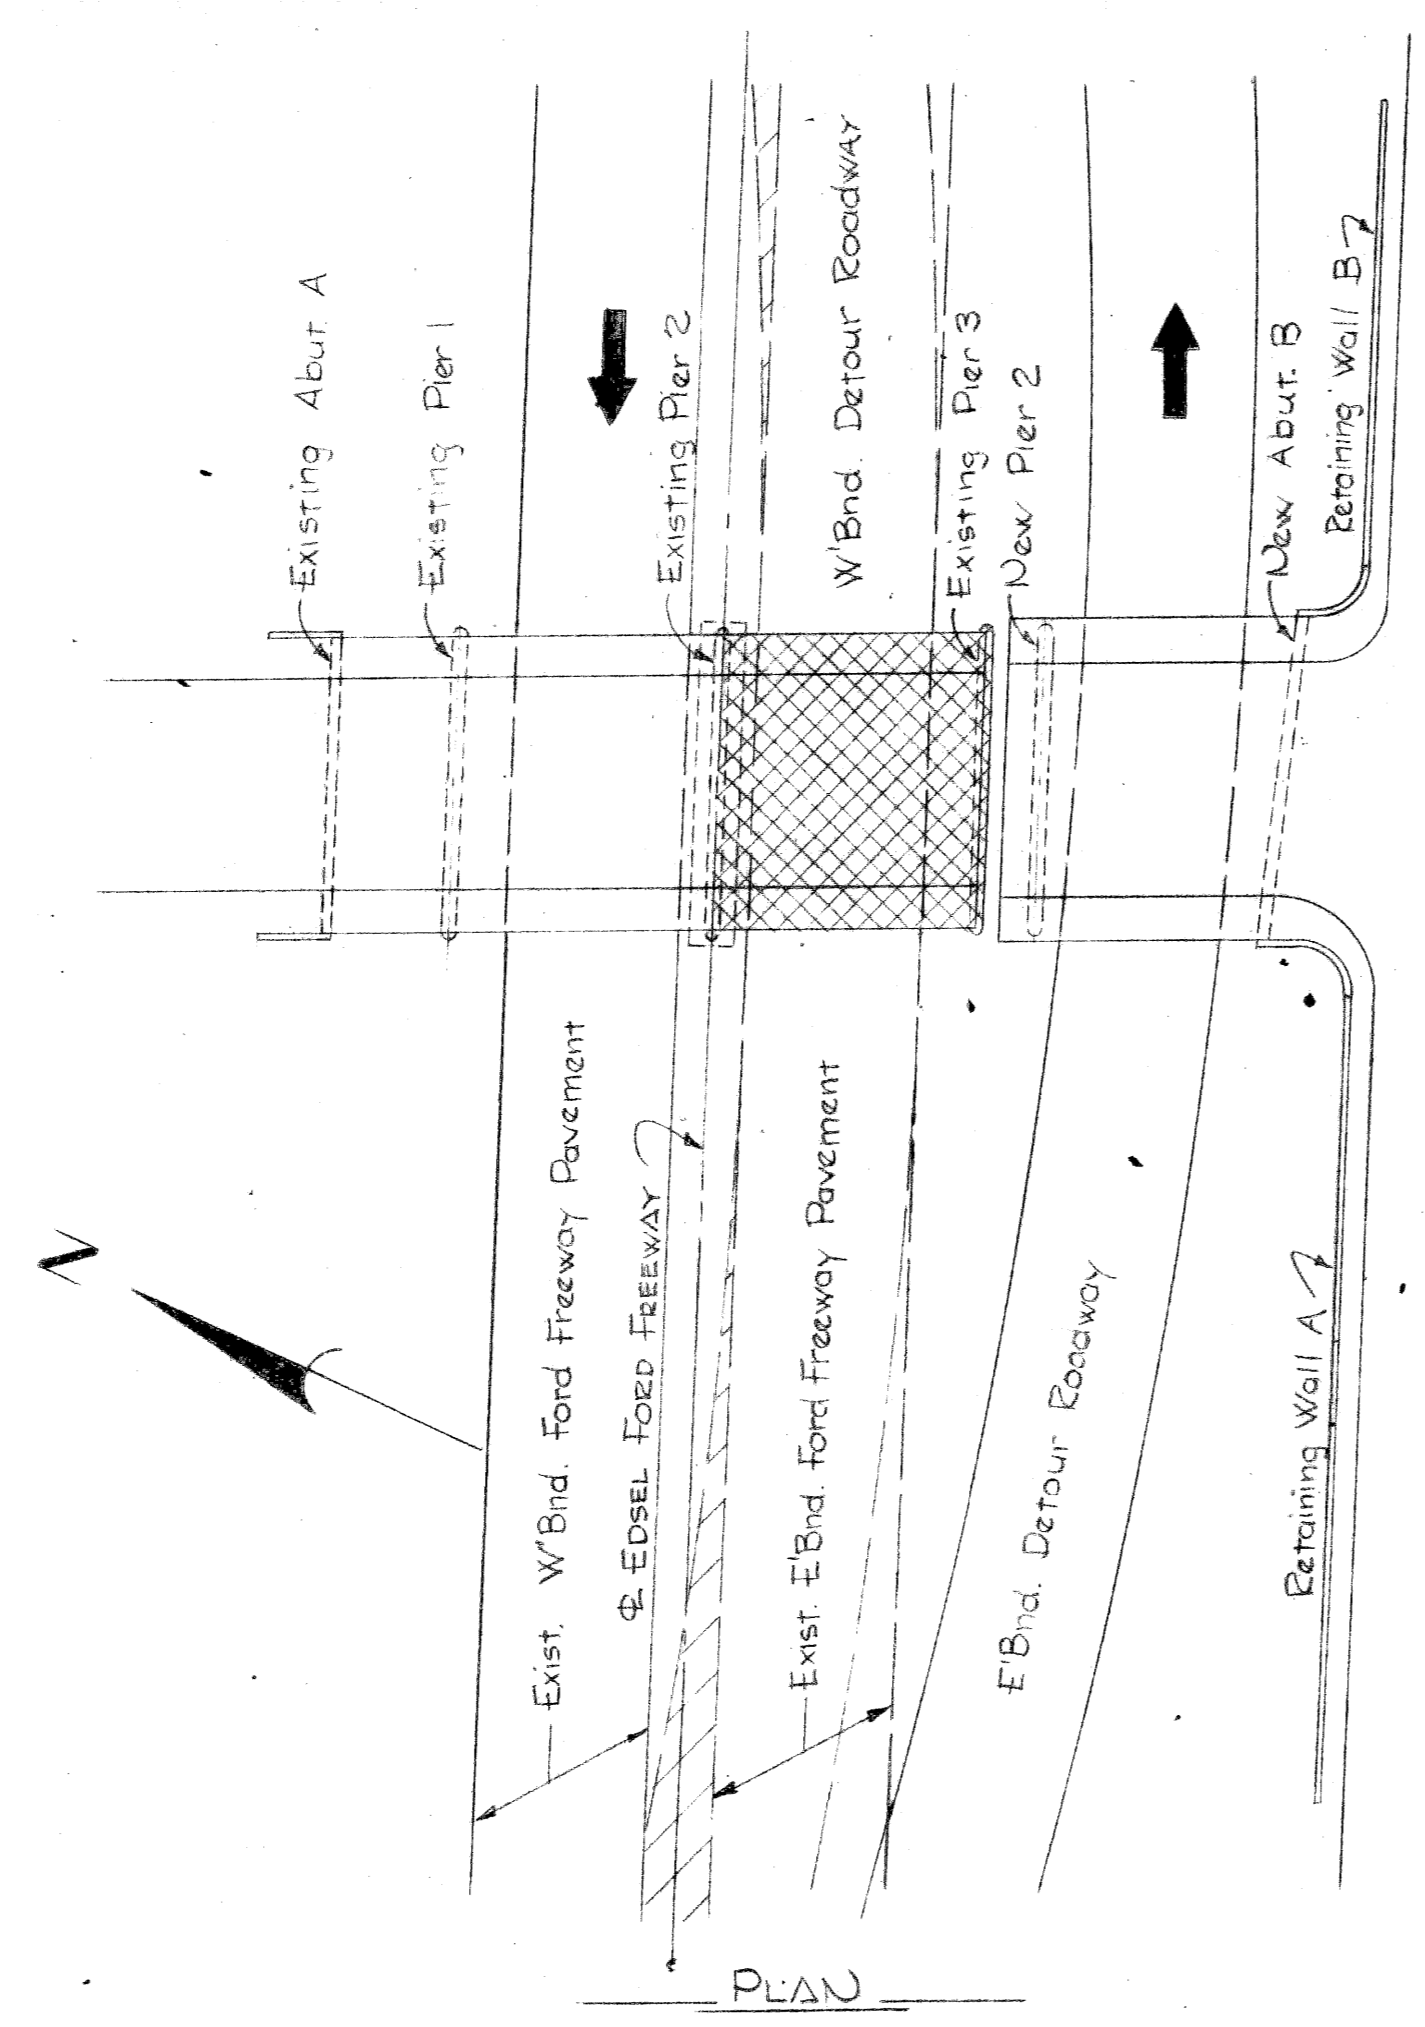 Existing Abut. A
Existing Pier 1
Existing Pier 2
W'Bnd. Detour Roadway
Existing Pier 3
New Pier 2
New Abut. B
Retaining Wall B
N
Exist. W'Bnd. Ford Freeway Pavement
℄ EDSEL FORD FREEWAY
Exist. E'Bnd. Ford Freeway Pavement
E'Bnd. Detour Roadway
Retaining Wall A
PLAN